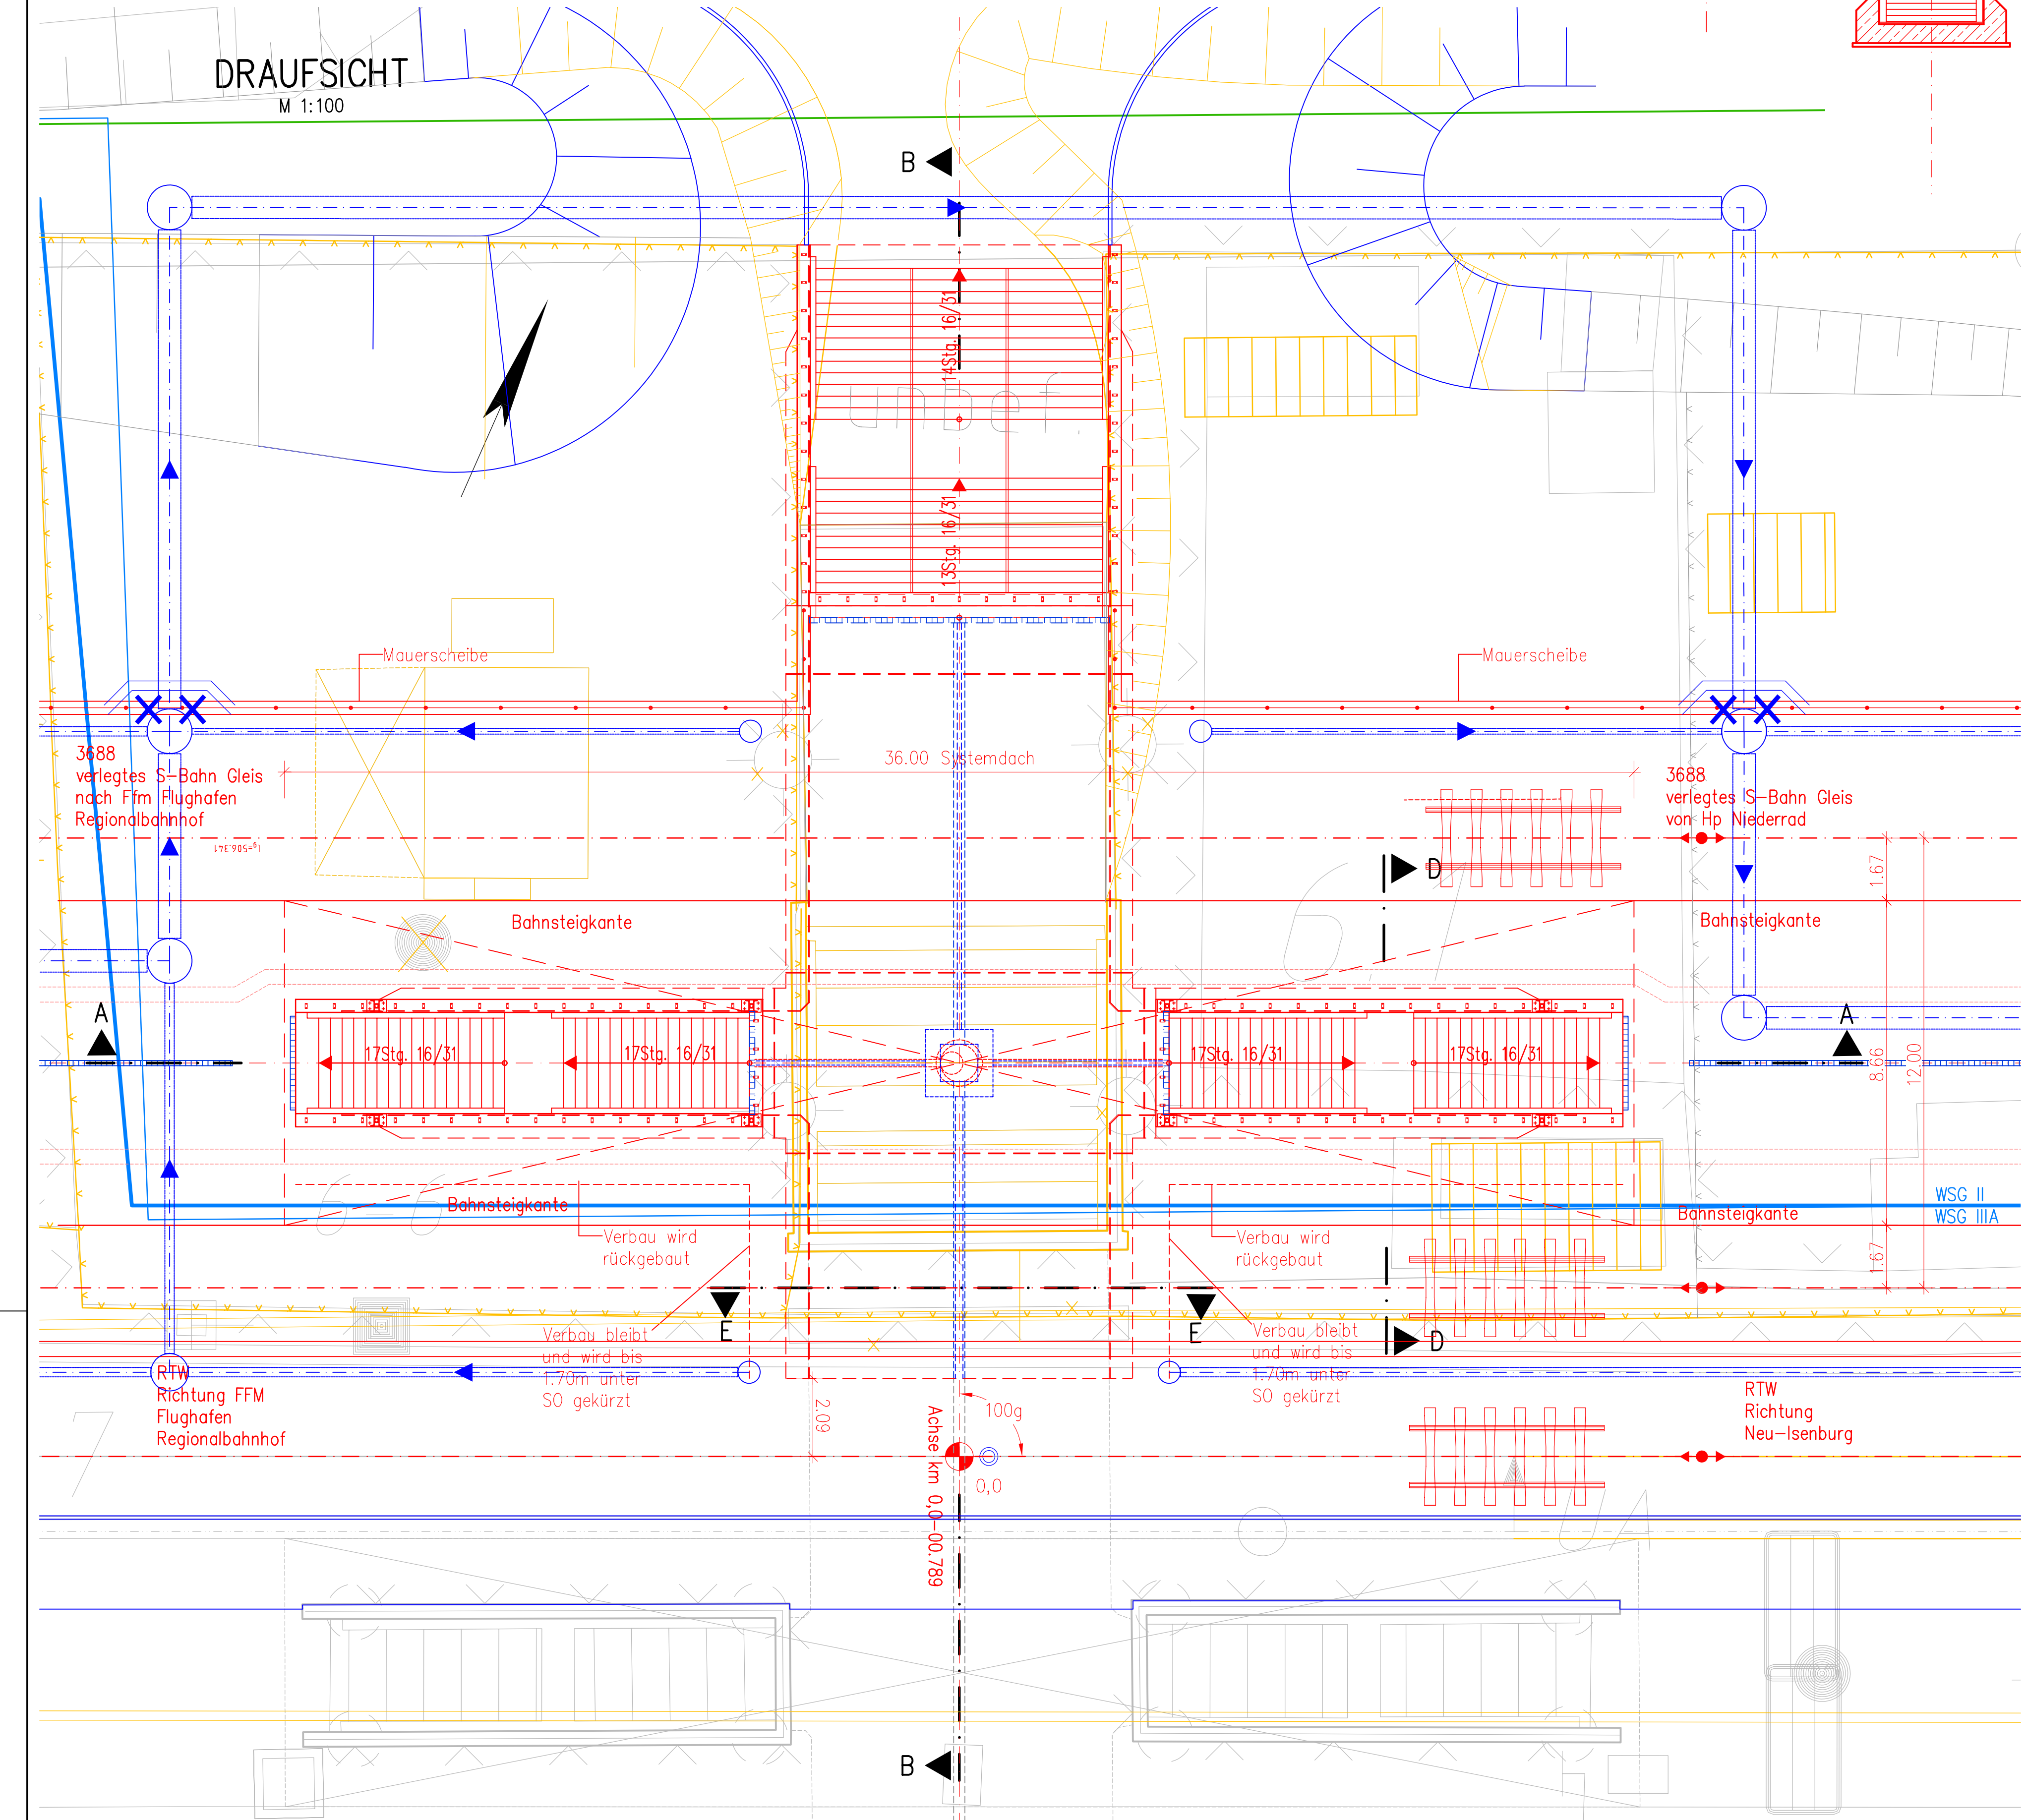 DRAUFSICHT
M 1:100
B
14Stg. 16/31
unbef.
13Stg. 16/31
Mauerscheibe
Mauerscheibe
36.00 Systemdach
3688
verlegtes S-Bahn Gleis
nach Ffm Flughafen
Regionalbahnhof
lg=506.341
3688
verlegtes S-Bahn Gleis
von Hp Niederrad
D
1.67
Bahnsteigkante
Bahnsteigkante
A
A
17Stg. 16/31
17Stg. 16/31
17Stg. 16/31
17Stg. 16/31
8.66
12.00
WSG II
WSG IIIA
Bahnsteigkante
Bahnsteigkante
Verbau wird
rückgebaut
Verbau wird
rückgebaut
1.67
E
E
D
Verbau bleibt
und wird bis
1.70m unter
SO gekürzt
Verbau bleibt
und wird bis
1.70m unter
SO gekürzt
RTW
Richtung FFM
Flughafen
Regionalbahnhof
RTW
Richtung
Neu-Isenburg
2.09
100g
Achse km 0,0-00.789
0,0
7
B